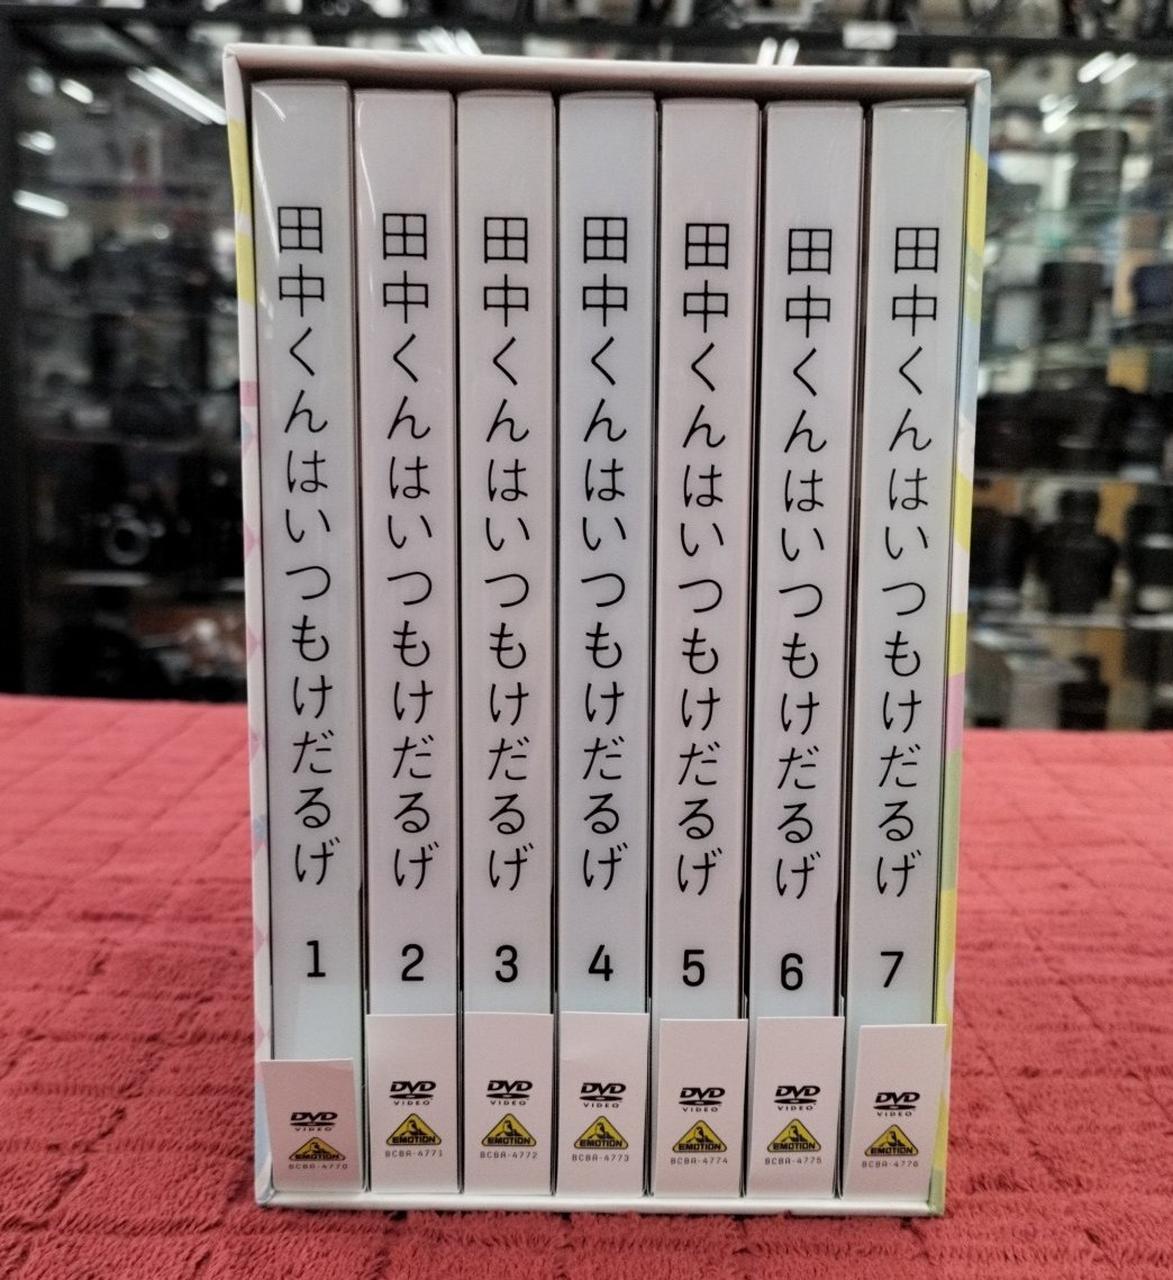 田中くんはいつもけだるげ
1
DVD
VIDEO
EMOTION
BCBA-4770
田中くんはいつもけだるげ
2
DVD
VIDEO
EMOTION
BCBA-4771
田中くんはいつもけだるげ
3
DVD
VIDEO
EMOTION
BCBA-4772
田中くんはいつもけだるげ
4
DVD
VIDEO
EMOTION
BCBA-4773
田中くんはいつもけだるげ
5
DVD
VIDEO
EMOTION
BCBA-4774
田中くんはいつもけだるげ
6
DVD
VIDEO
EMOTION
BCBA-4775
田中くんはいつもけだるげ
7
DVD
VIDEO
EMOTION
BCBA-4776